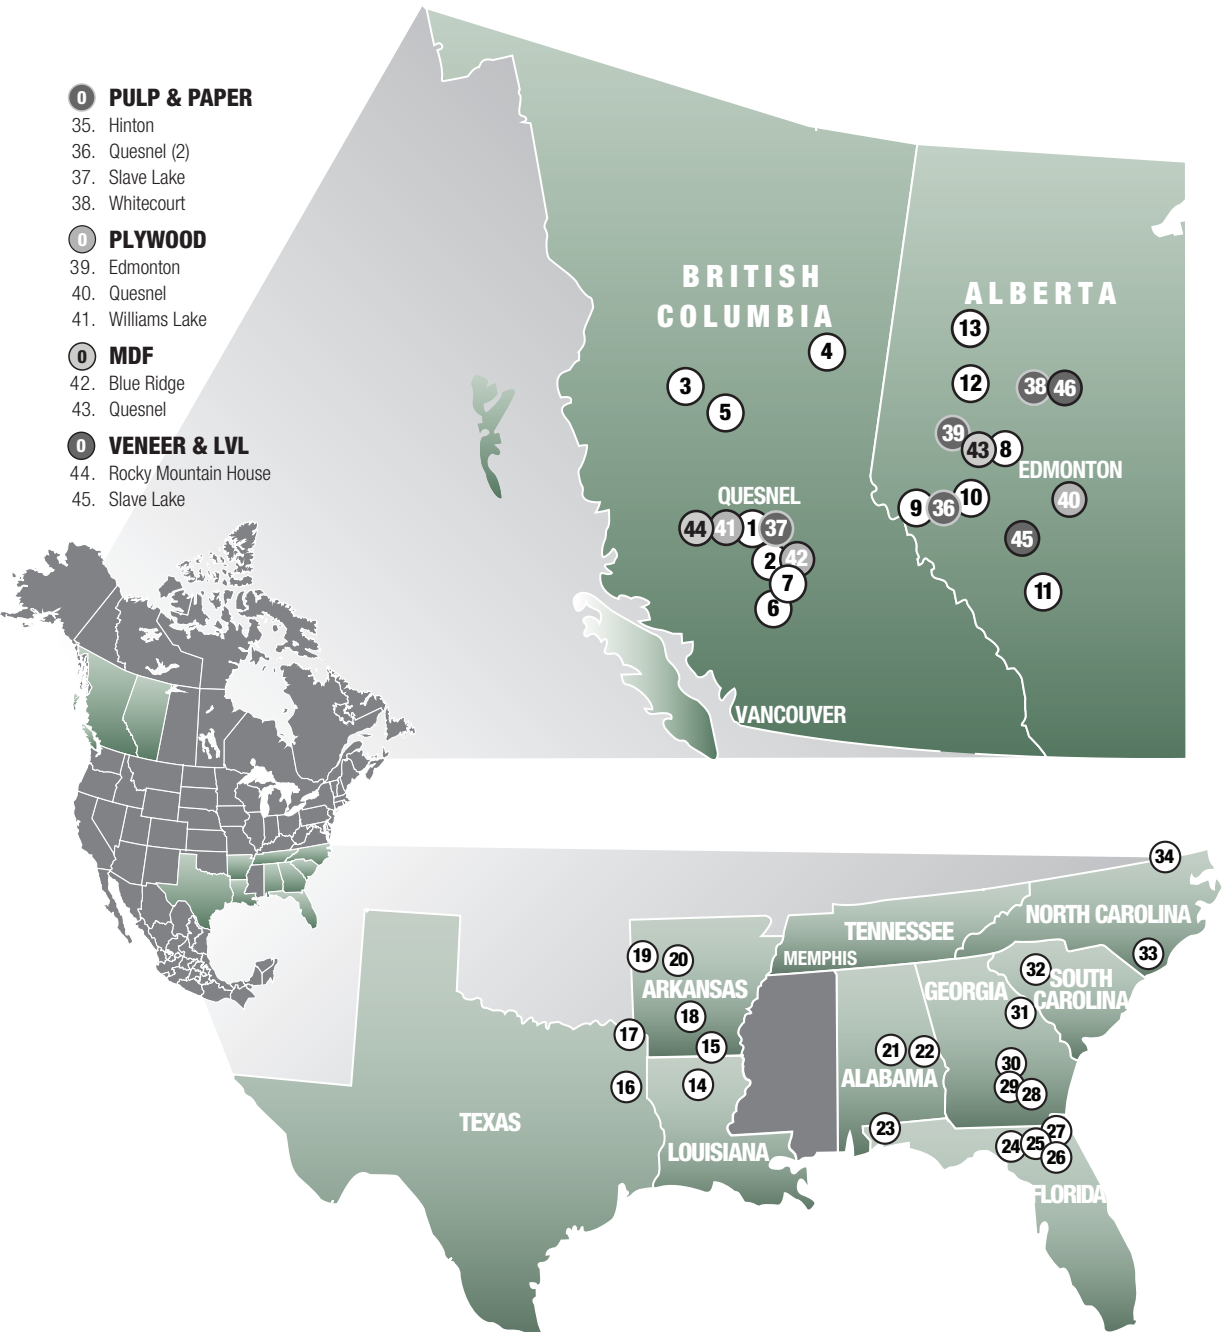 0 PULP & PAPER
35. Hinton
36. Quesnel (2)
37. Slave Lake
38. Whitecourt
0 PLYWOOD
39. Edmonton
40. Quesnel
41. Williams Lake
0 MDF
42. Blue Ridge
43. Quesnel
0 VENEER & LVL
44. Rocky Mountain House
45. Slave Lake
BRITISH
COLUMBIA
ALBERTA
13
4
3
12
38 46
5
39
43 8
EDMONTON
QUESNEL
9 36 10
40
44 41 1 37
45
2 42
7
6
11
VANCOUVER
34
NORTH CAROLINA
TENNESSEE
MEMPHIS
33
19 20
32
SOUTH
CAROLINA
ARKANSAS
GEORGIA
18
31
17
15
21 22
30
ALABAMA
16
14
29 28
TEXAS
23
27
24 25
26
LOUISIANA
FLORIDA